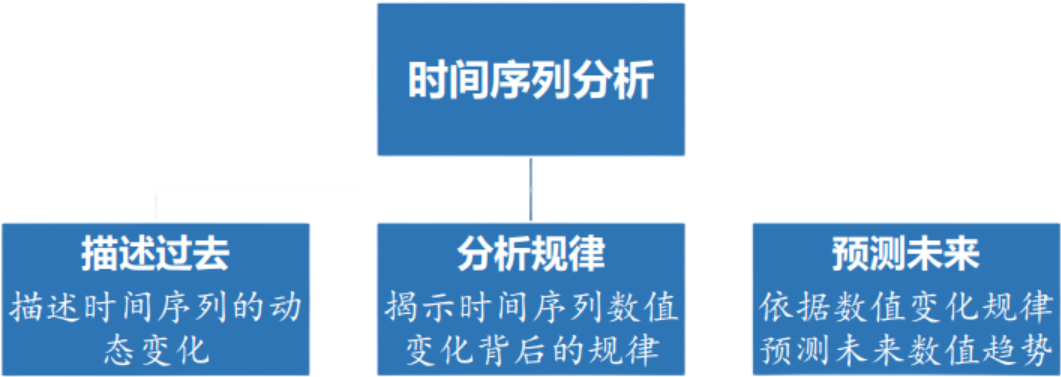 时间序列分析
描述过去
描述时间序列的动
态变化
分析规律
揭示时间序列数值
变化背后的规律
预测未来
依据数值变化规律
预测未来数值趋势